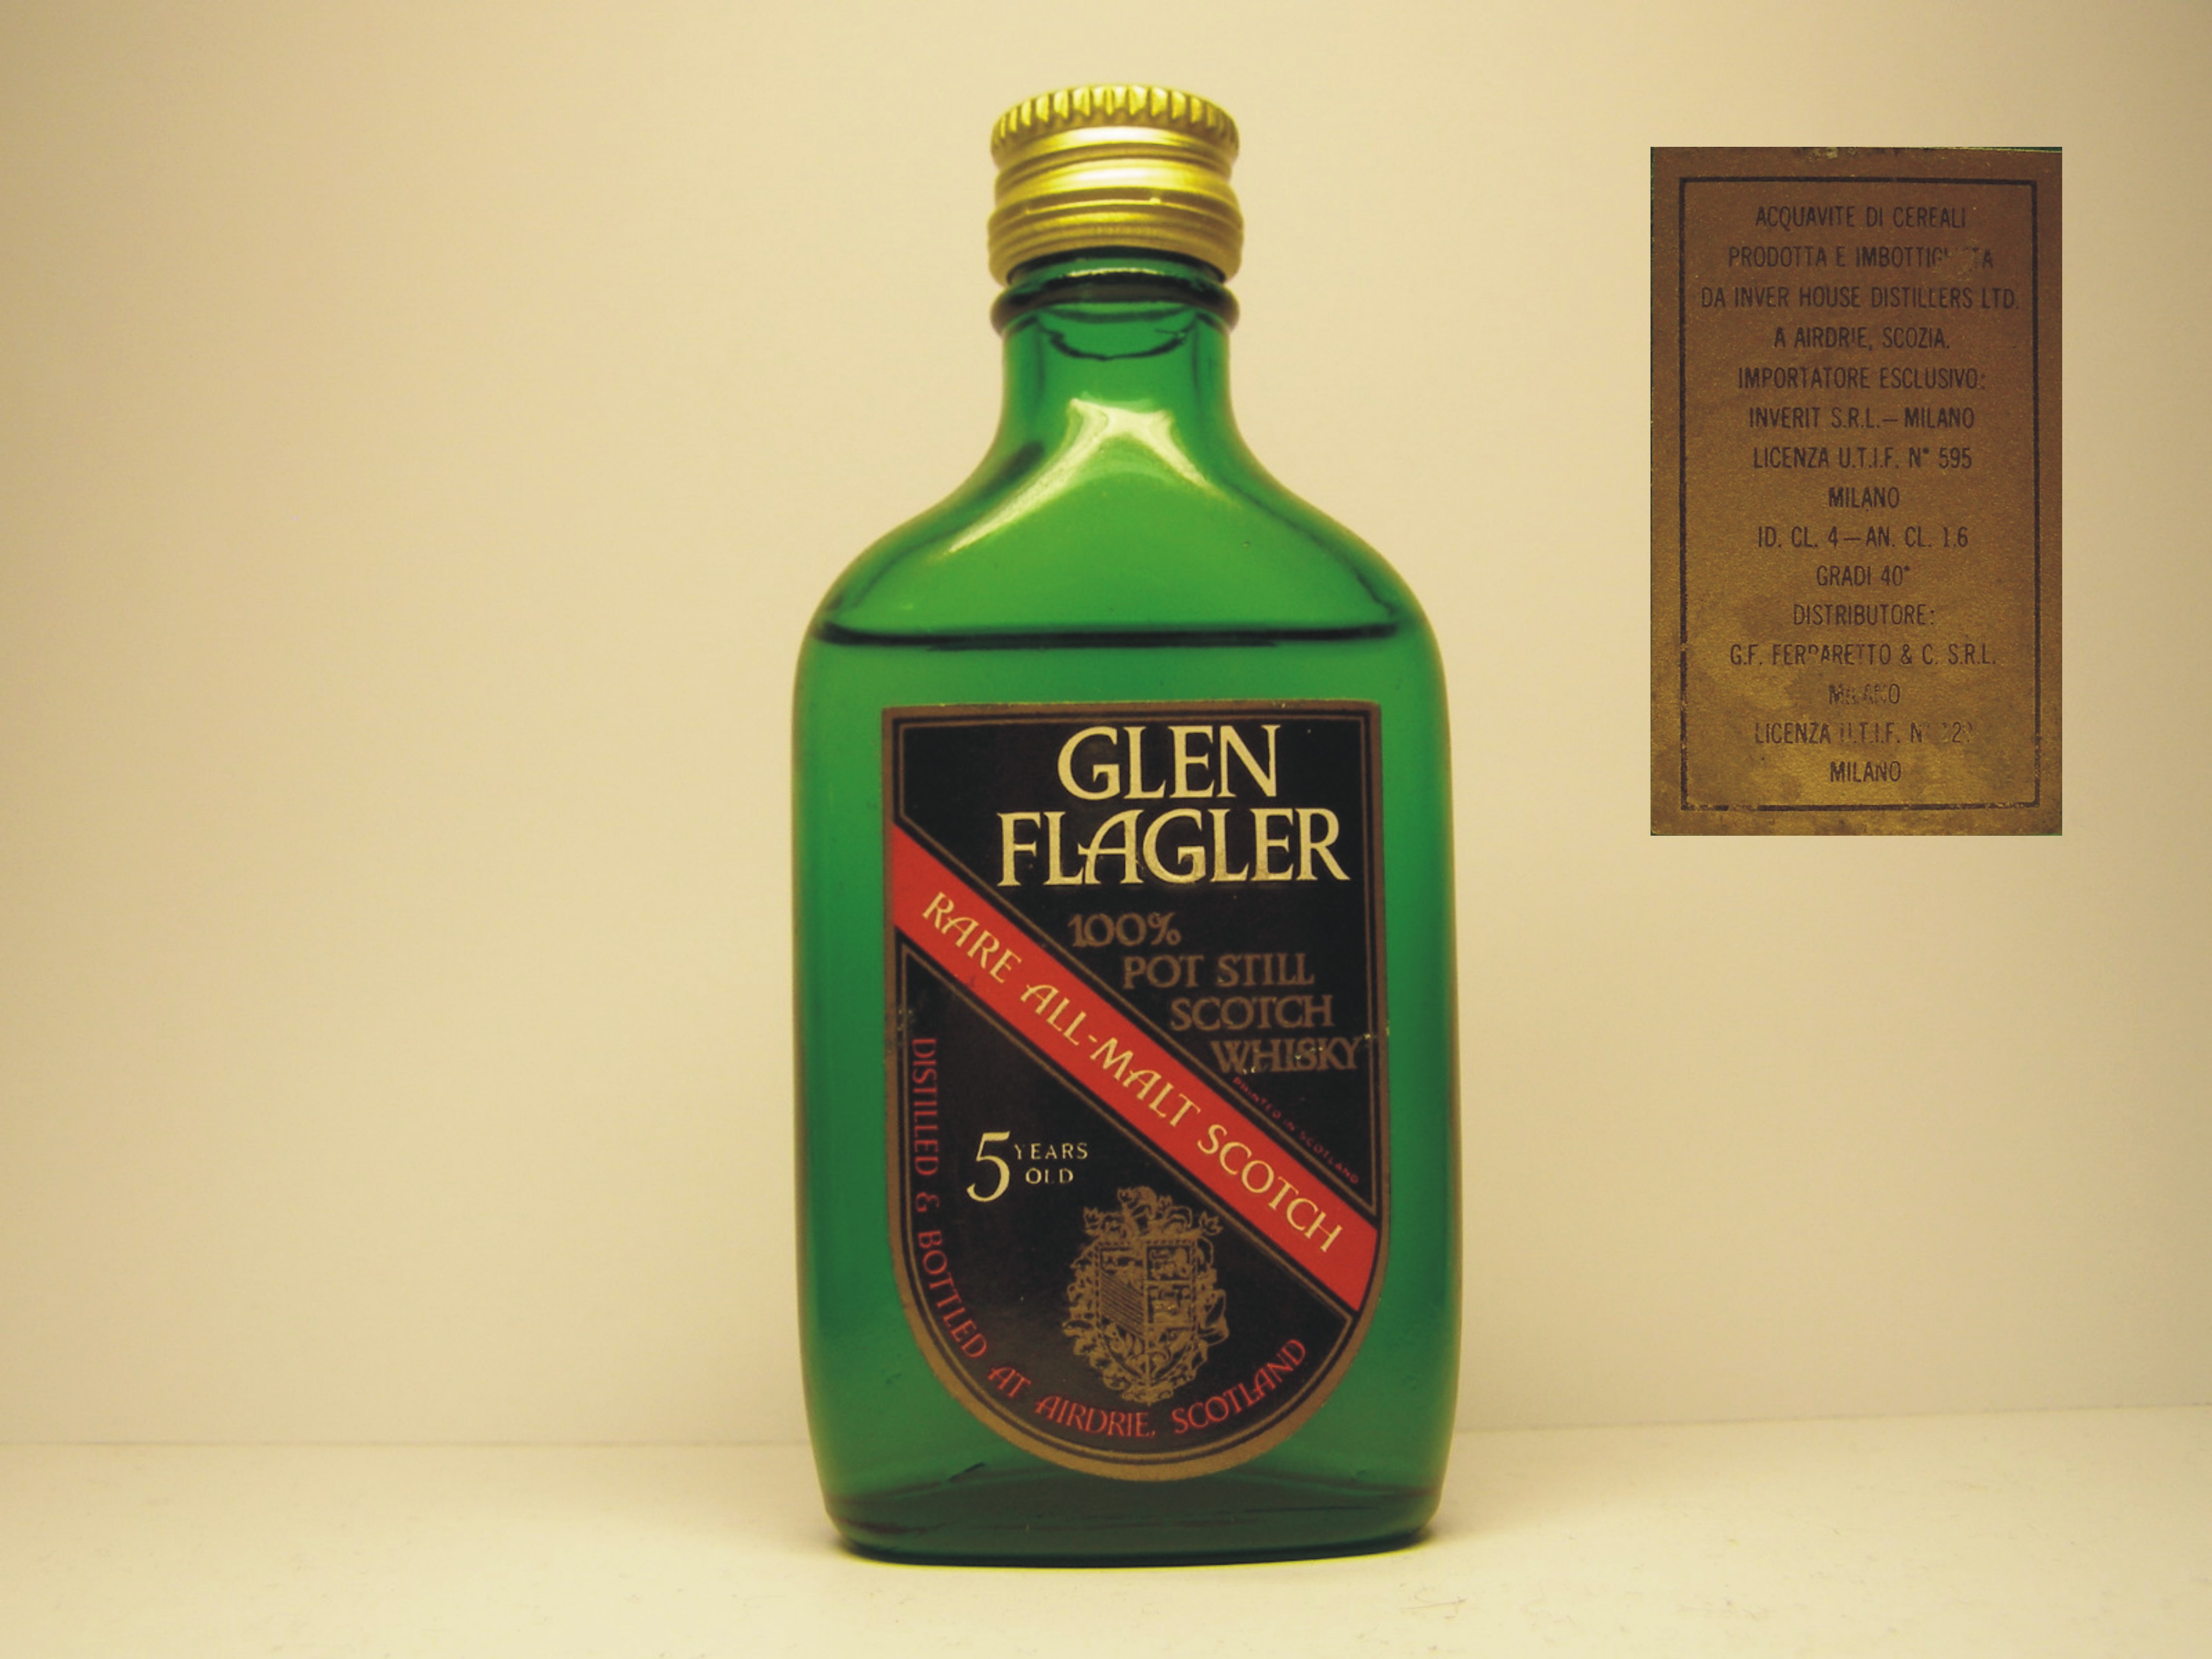 GLEN
FLAGLER
100%
POT STILL
SCOTCH
WHISKY
RARE ALL-MALT SCOTCH
PRINTED IN SCOTLAND
5 YEARS
OLD
DISTILLED & BOTTLED AT AIRDRIE, SCOTLAND
ACQUAVITE DI CEREALI
PRODOTTA E
DA INVER HOUSE DISTILLERS LTD.
A AIRDRIE, SCOZIA.
IMPORTATORE ESCLUSIVO:
INVERIT S.R.L.—MILANO
LICENZA U.T.I.F. N° 595
MILANO
ID. CL. 4—AN. CL. 1.6
GRADI 40°
DISTRIBUTORE:
G.F. FERRARETTO & C. S.R.L.
MILANO
LICENZA U.T.I.F. N°
MILANO